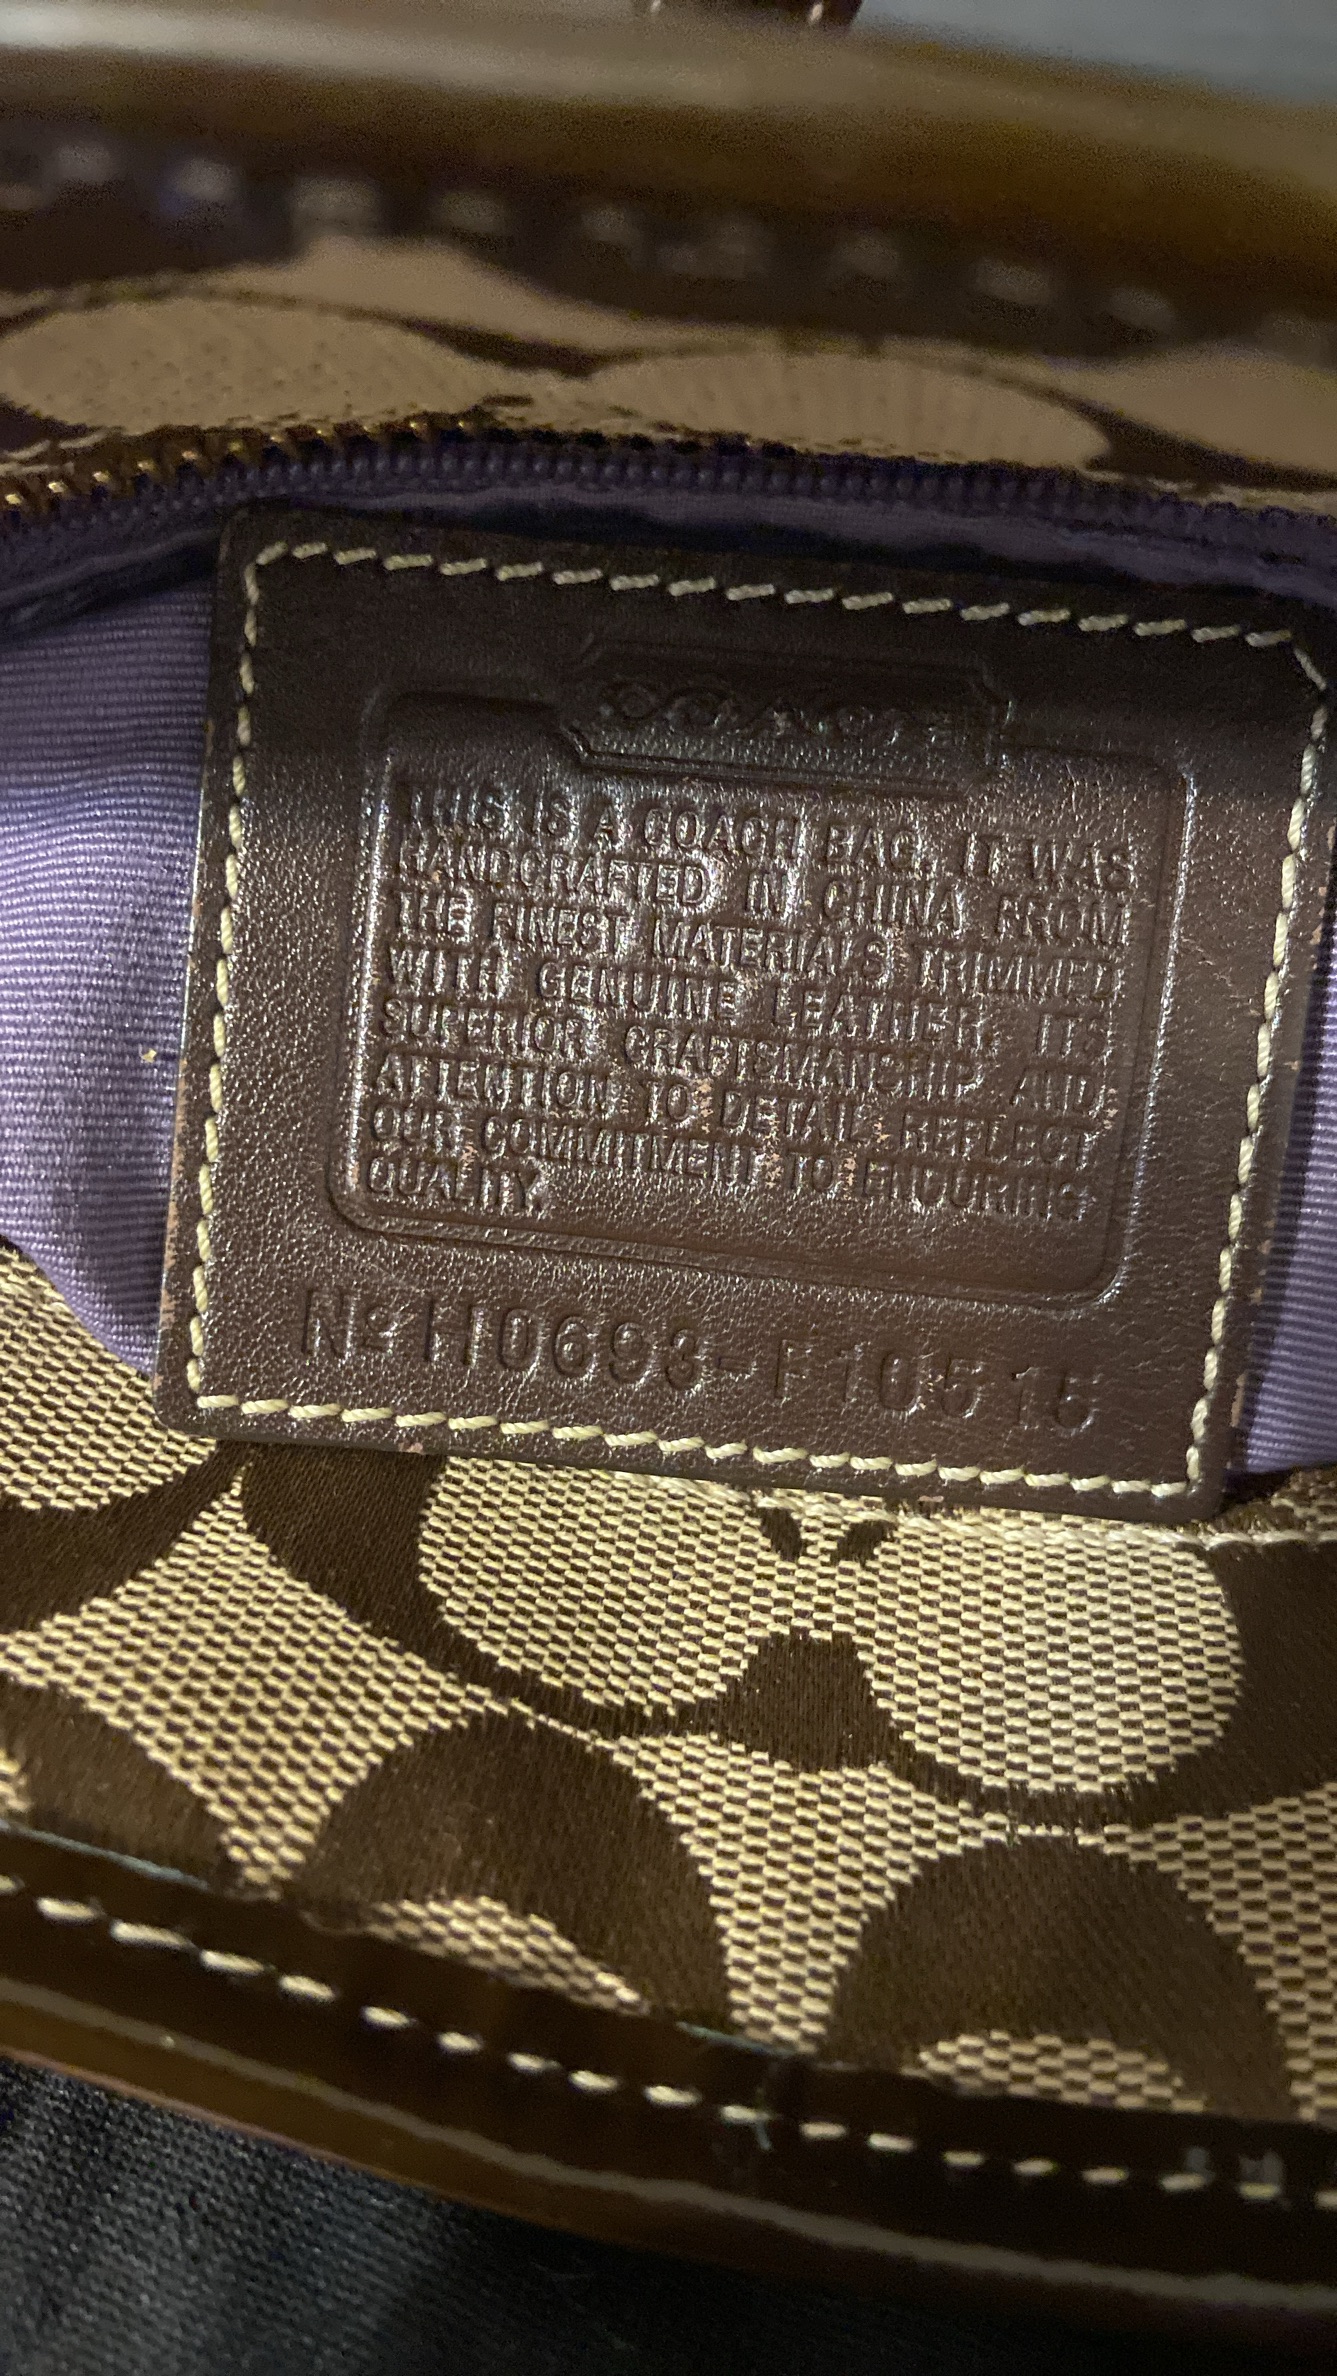 COACH
THIS IS A COACH BAG. IT WAS
HANDCRAFTED IN CHINA FROM
THE FINEST MATERIALS TRIMMED
WITH GENUINE LEATHER. ITS
SUPERIOR CRAFTSMANSHIP AND
ATTENTION TO DETAIL REFLECT
OUR COMMITMENT TO ENDURING
QUALITY.
No H0693-F10515